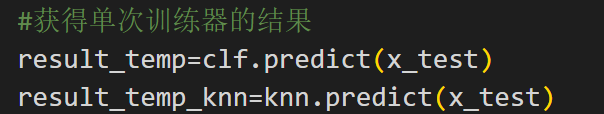 #获得单次训练器的结果
result_temp=clf.predict(x_test)
result_temp_knn=knn.predict(x_test)